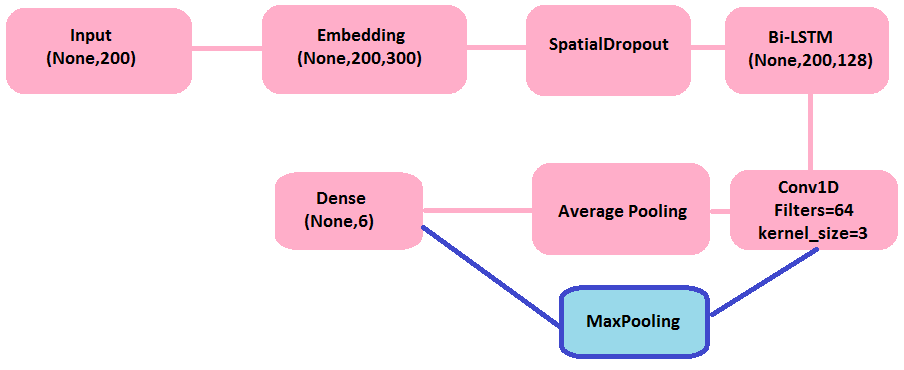 Input
(None,200)
Embedding
(None,200,300)
SpatialDropout
Bi-LSTM
(None,200,128)
Conv1D
Filters=64
kernel_size=3
Average Pooling
Dense
(None,6)
MaxPooling